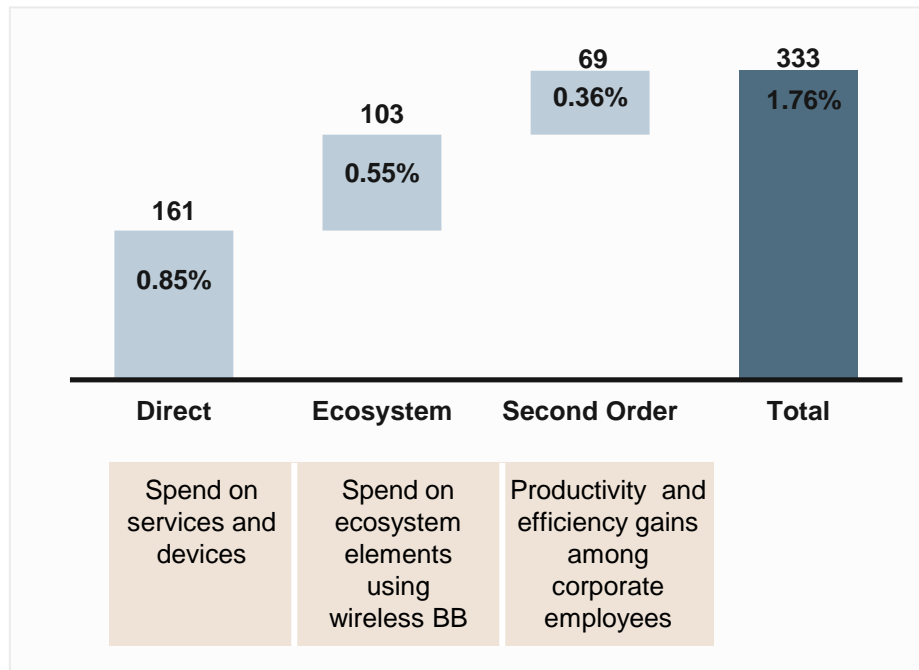 69
333
0.36%
1.76%
103
0.55%
161
0.85%
Direct
Ecosystem
Second Order
Total
Spend on
services and
devices
Spend on
ecosystem
elements
using
wireless BB
Productivity and
efficiency gains
among
corporate
employees